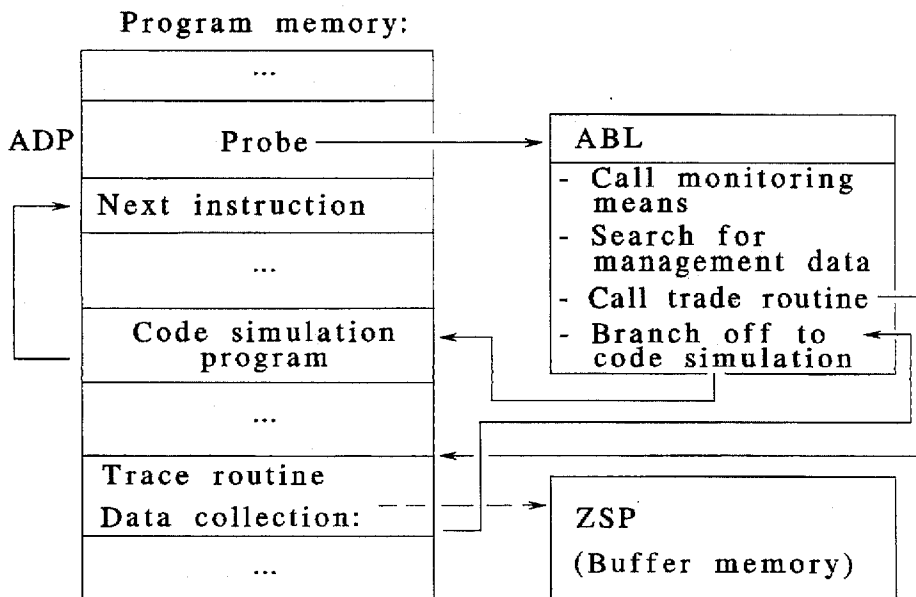 Program memory:
...
ADP
Probe
Next instruction
...
Code simulation
program
...
Trace routine
Data collection:
...
ABL
- Call monitoring
means
- Search for
management data
- Call trade routine
- Branch off to
code simulation
ZSP
(Buffer memory)